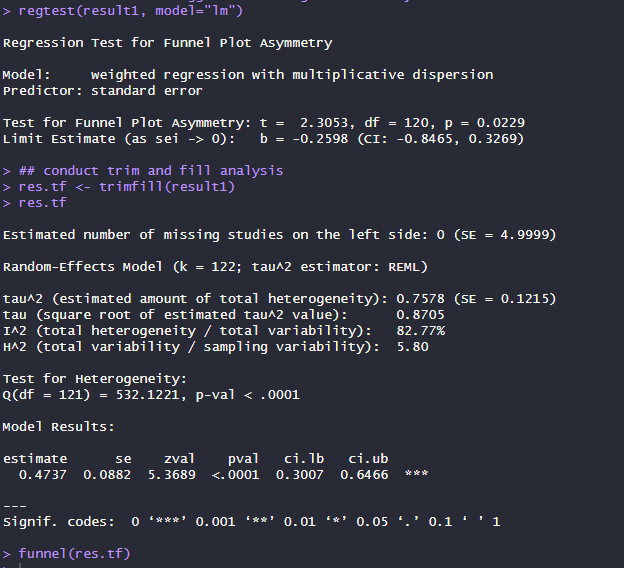 > regtest(result1, model="lm")
Regression Test for Funnel Plot Asymmetry
Model:     weighted regression with multiplicative dispersion
Predictor: standard error
Test for Funnel Plot Asymmetry: t =  2.3053, df = 120, p = 0.0229
Limit Estimate (as sei -> 0):   b = -0.2598 (CI: -0.8465, 0.3269)
> ## conduct trim and fill analysis
> res.tf <- trimfill(result1)
> res.tf
Estimated number of missing studies on the left side: 0 (SE = 4.9999)
Random-Effects Model (k = 122; tau^2 estimator: REML)
tau^2 (estimated amount of total heterogeneity): 0.7578 (SE = 0.1215)
tau (square root of estimated tau^2 value):      0.8705
I^2 (total heterogeneity / total variability):   82.77%
H^2 (total variability / sampling variability):  5.80
Test for Heterogeneity:
Q(df = 121) = 532.1221, p-val < .0001
Model Results:
estimate      se    zval    pval   ci.lb   ci.ub
  0.4737  0.0882  5.3689  <.0001  0.3007  0.6466  ***
---
Signif. codes:  0 ‘***’ 0.001 ‘**’ 0.01 ‘*’ 0.05 ‘.’ 0.1 ‘ ’ 1
> funnel(res.tf)
>